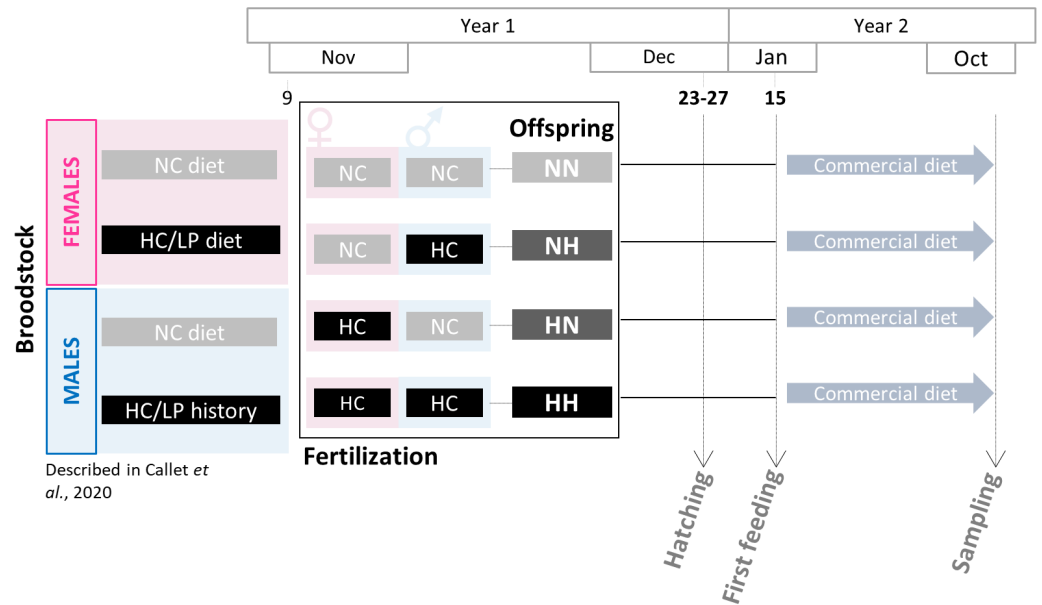 Year 1
Year 2
Nov
Dec
Jan
Oct
9
23-27
15
Broodstock
FEMALES
NC diet
HC/LP diet
MALES
NC diet
HC/LP history
Described in Callet et
al., 2020
♀
♂
Offspring
NC
NC
NN
Commercial diet
NC
HC
NH
Commercial diet
HC
NC
HN
Commercial diet
HC
HC
HH
Commercial diet
Fertilization
Hatching
First feeding
Sampling